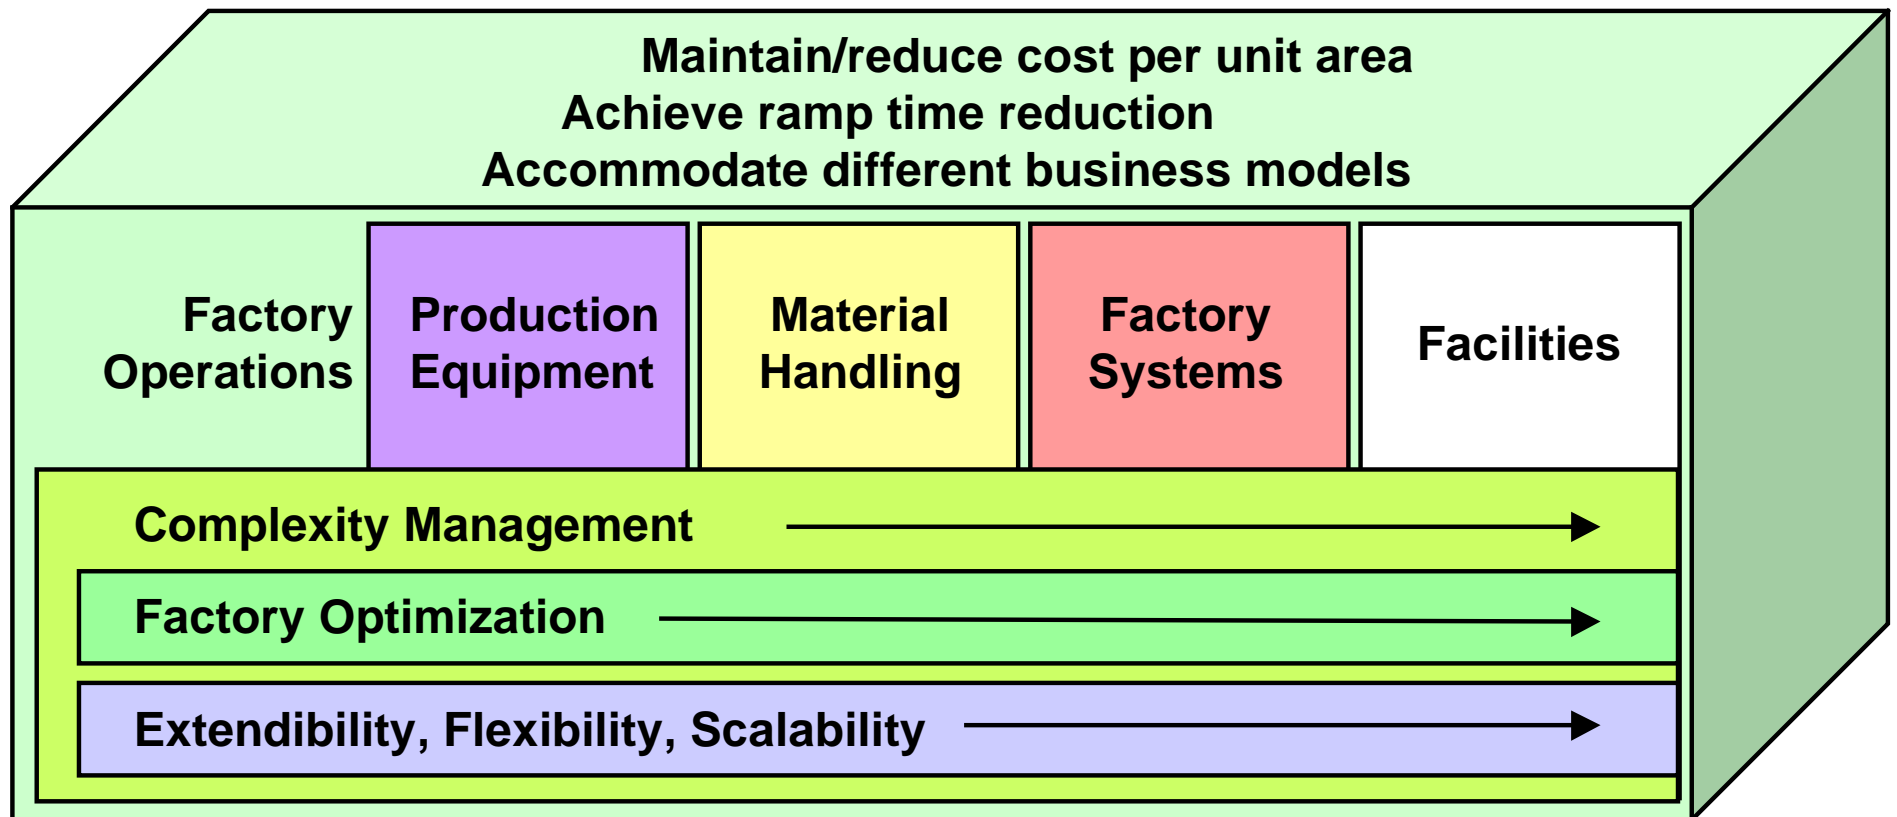 Maintain/reduce cost per unit area
Achieve ramp time reduction
Accommodate different business models
Factory
Operations
Production
Equipment
Material
Handling
Factory
Systems
Facilities
Complexity Management
Factory Optimization
Extendibility, Flexibility, Scalability